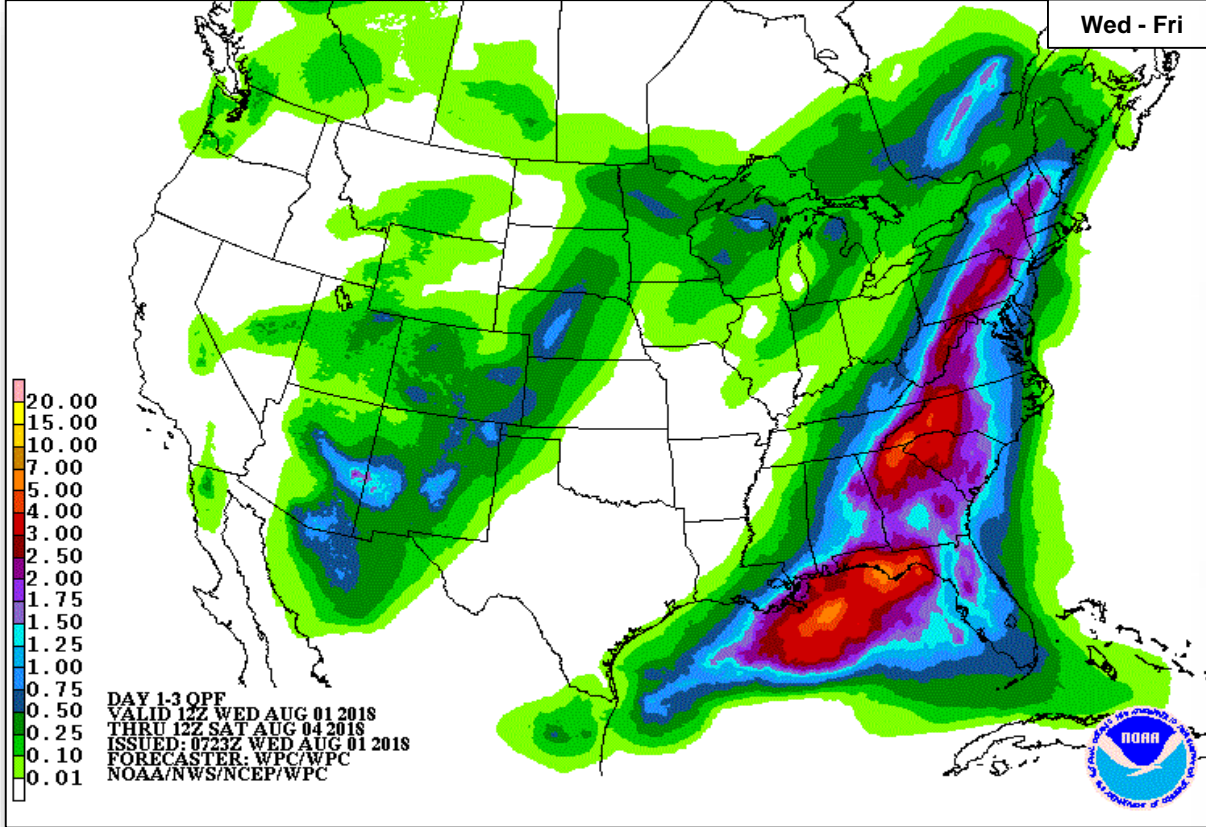 Wed - Fri
20.00
15.00
10.00
7.00
5.00
4.00
3.00
2.50
2.00
1.75
1.50
1.25
1.00
0.75
0.50
0.25
0.10
0.01
DAY 1-3 QPF
VALID 12Z WED AUG 01 2018
THRU 12Z SAT AUG 04 2018
ISSUED: 0723Z WED AUG 01 2018
FORECASTER: WPC/WPC
NOAA/NWS/NCEP/WPC
NOAA